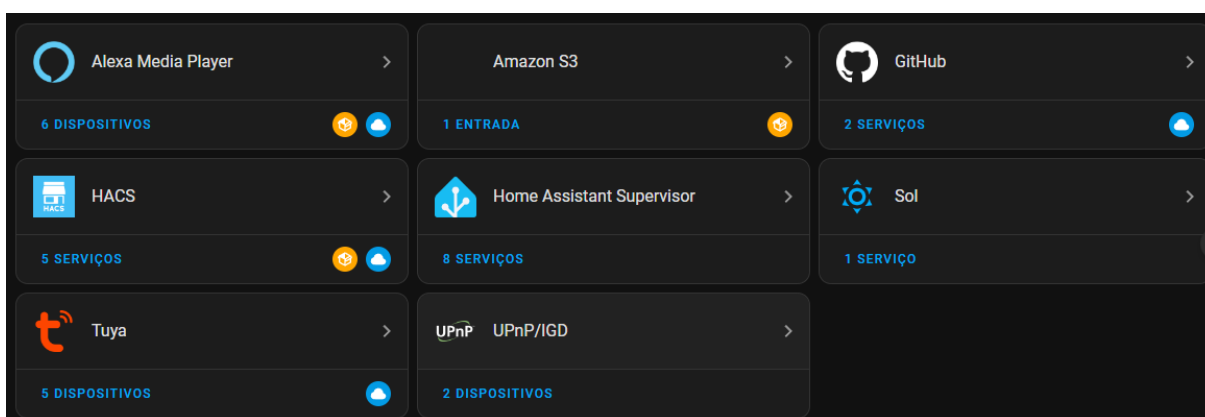 Alexa Media Player
6 DISPOSITIVOS
Amazon S3
1 ENTRADA
GitHub
2 SERVIÇOS
HACS
HACS
5 SERVIÇOS
Home Assistant Supervisor
8 SERVIÇOS
Sol
1 SERVIÇO
Tuya
5 DISPOSITIVOS
UPnP
UPnP/IGD
2 DISPOSITIVOS